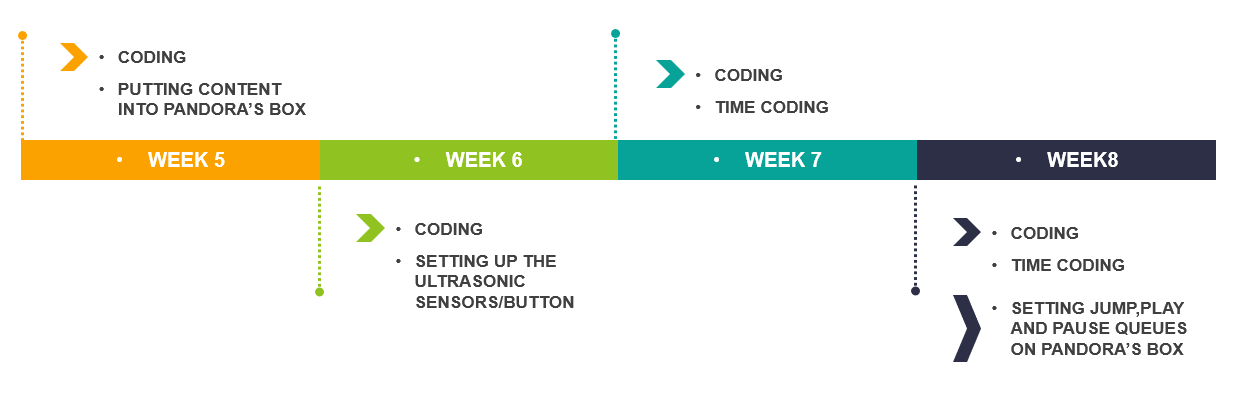 • CODING
• PUTTING CONTENT
INTO PANDORA’S BOX
• CODING
• TIME CODING
• WEEK 5
• WEEK 6
• WEEK 7
• WEEK8
• CODING
• SETTING UP THE
ULTRASONIC
SENSORS/BUTTON
• CODING
• TIME CODING
• SETTING JUMP,PLAY
AND PAUSE QUEUES
ON PANDORA’S BOX